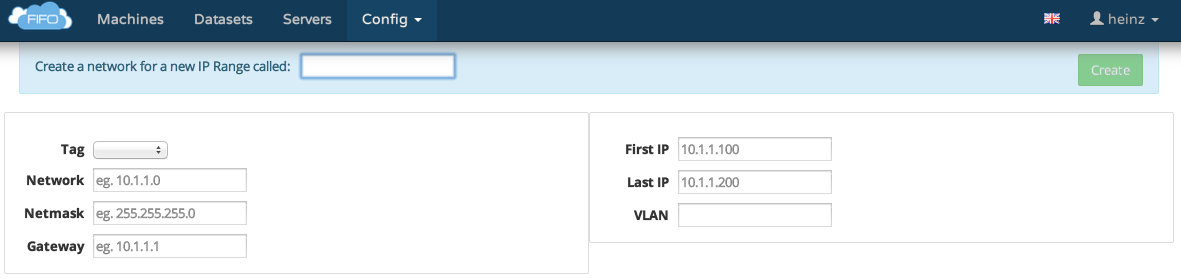 FiFO Machines Datasets Servers Config heinz
Create a network for a new IP Range called:
Create
Tag
Network eg. 10.1.1.0
Netmask eg. 255.255.255.0
Gateway eg. 10.1.1.1
First IP 10.1.1.100
Last IP 10.1.1.200
VLAN